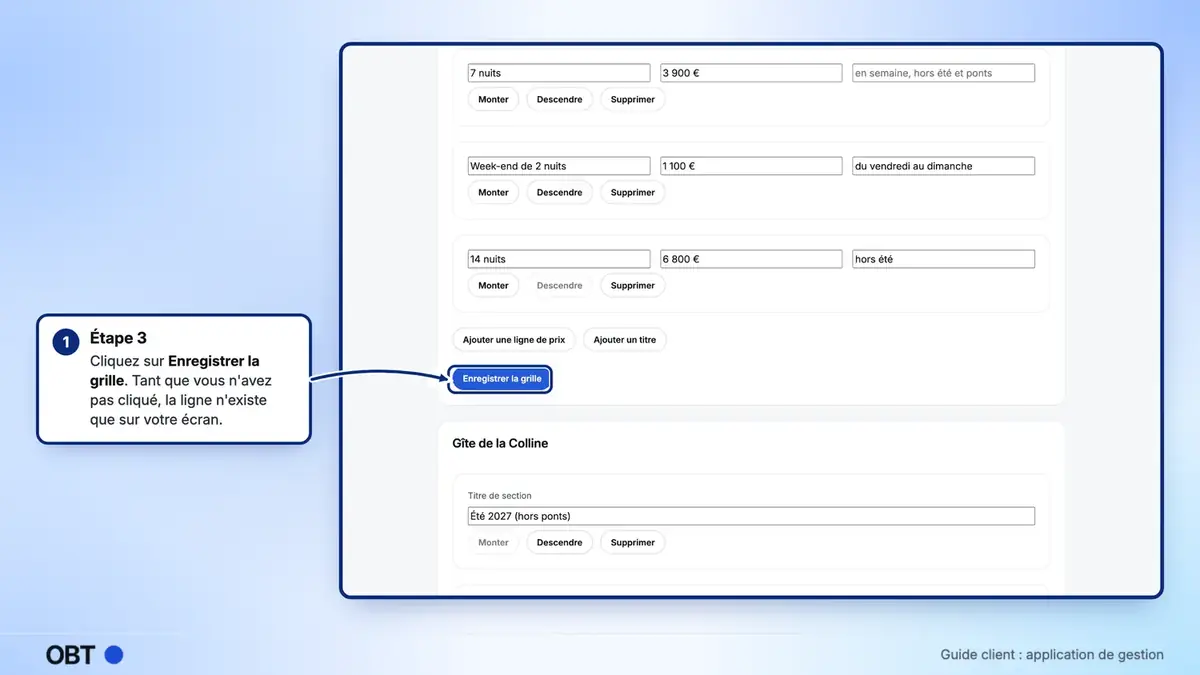 7 nuits
3 900 €
en semaine, hors été et ponts
Monter
Descendre
Supprimer
Week-end de 2 nuits
1 100 €
du vendredi au dimanche
Monter
Descendre
Supprimer
14 nuits
6 800 €
hors été
Monter
Descendre
Supprimer
Ajouter une ligne de prix
Ajouter un titre
Enregistrer la grille
1
Étape 3
Cliquez sur Enregistrer la
grille. Tant que vous n'avez
pas cliqué, la ligne n'existe
que sur votre écran.
Gîte de la Colline
Titre de section
Été 2027 (hors ponts)
Monter
Descendre
Supprimer
OBT
Guide client : application de gestion